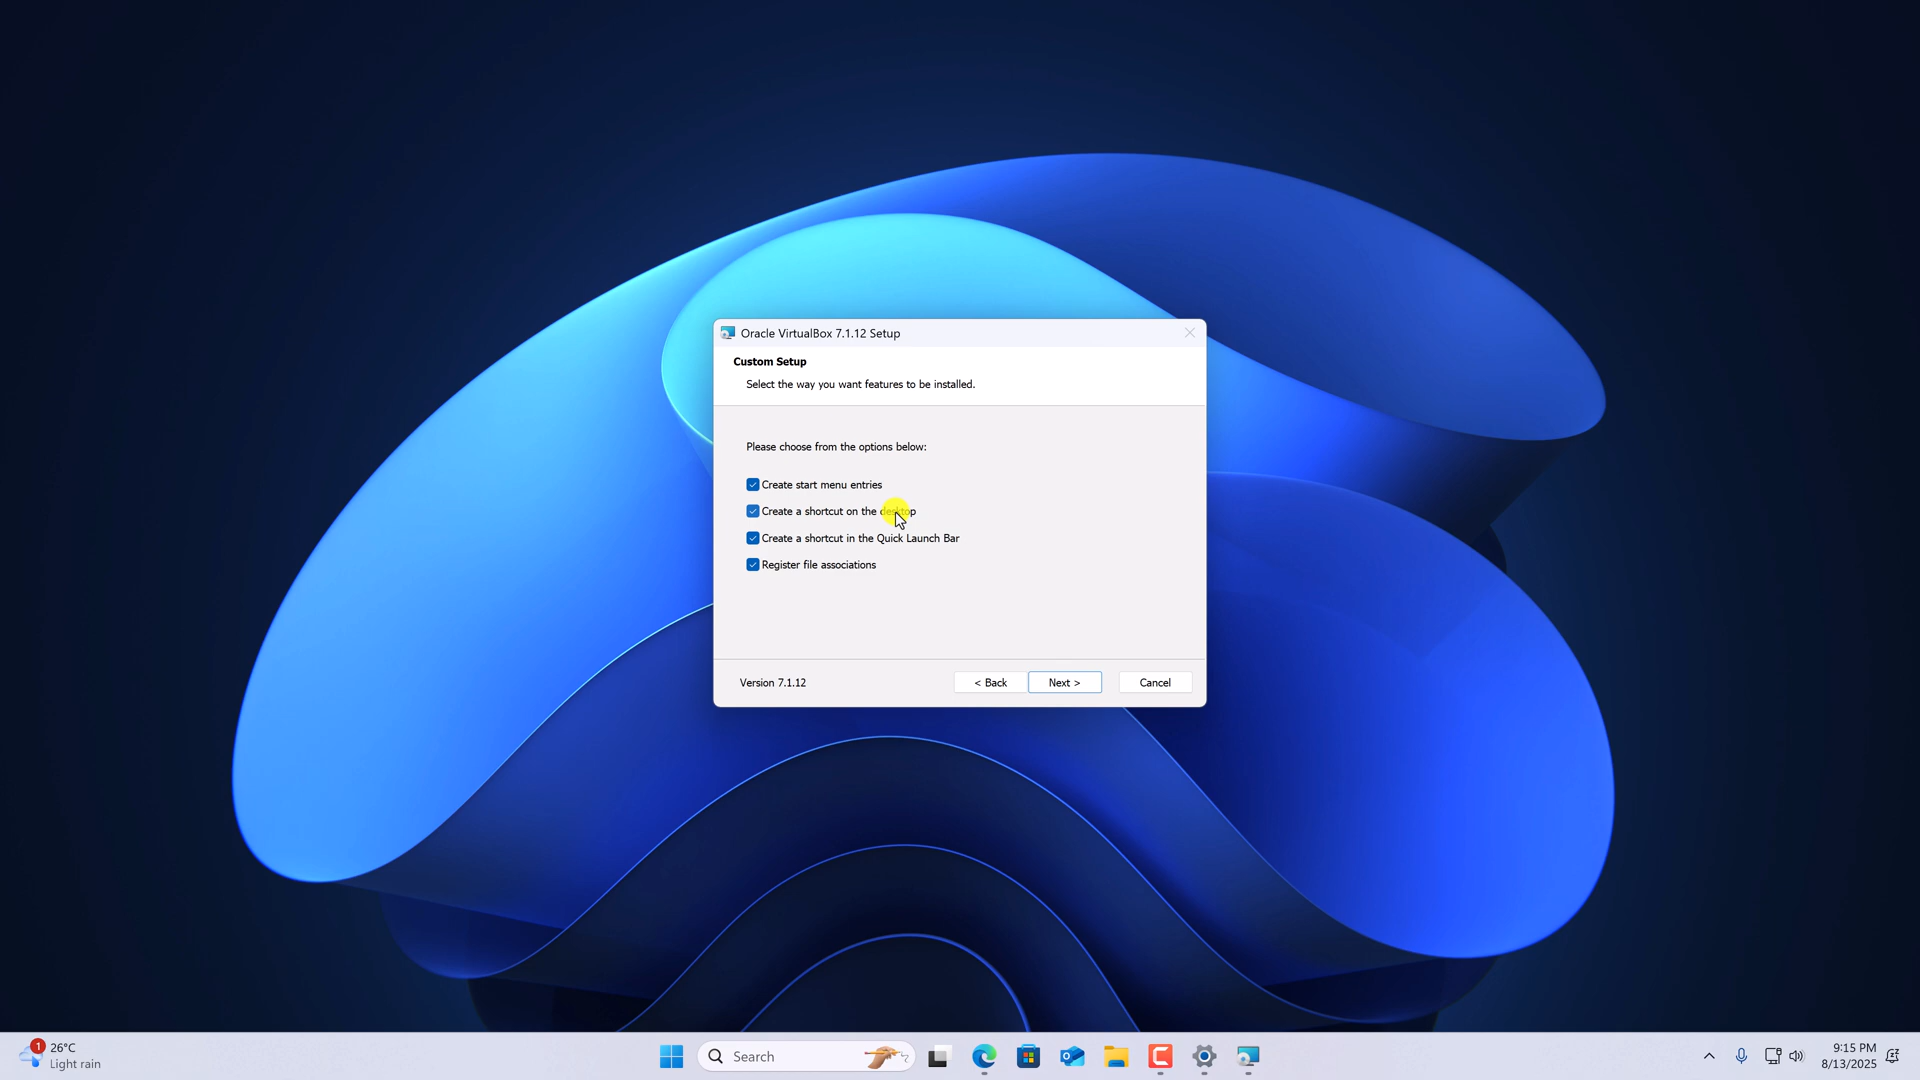 Oracle VirtualBox 7.1.12 Setup
Custom Setup
Select the way you want features to be installed.
Please choose from the options below:
Create start menu entries
Create a shortcut on the desktop
Create a shortcut in the Quick Launch Bar
Register file associations
Version 7.1.12
< Back
Next >
Cancel
1
26°C
Light rain
Search
9:15 PM
8/13/2025